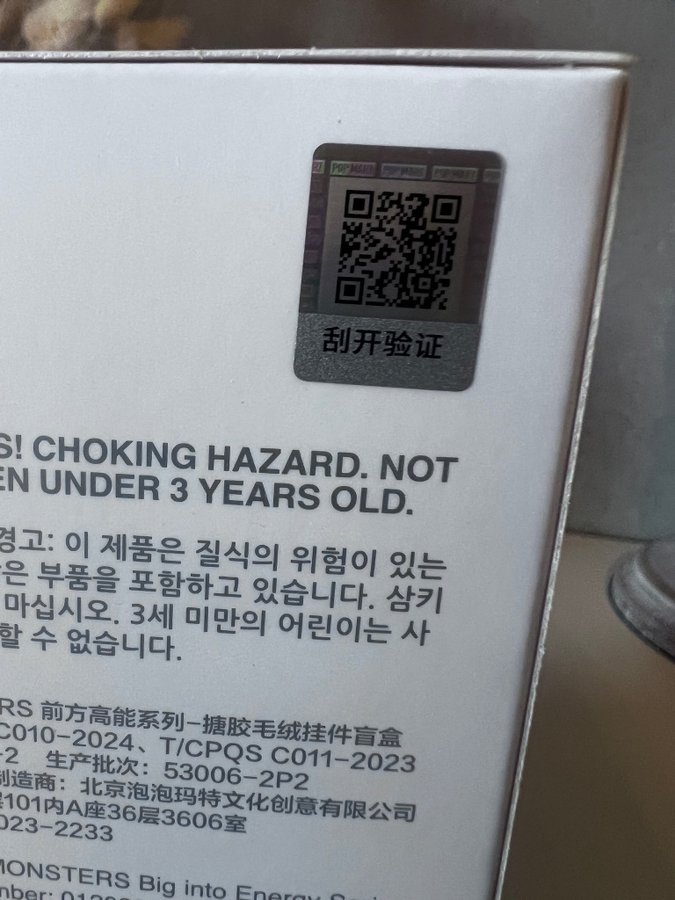 POP MART POP MART POP MART
刮开验证
S! CHOKING HAZARD. NOT
EN UNDER 3 YEARS OLD.
경고: 이 제품은 질식의 위험이 있는
은 부품을 포함하고 있습니다. 삼키
마십시오. 3세 미만의 어린이는 사
할 수 없습니다.
RS 前方高能系列-搪胶毛绒挂件盲盒
C010-2024、T/CPQS C011-2023
-2 生产批次: 53006-2P2
制造商: 北京泡泡玛特文化创意有限公司
101内A座36层3606室
023-2233
MONSTERS Big into Energy